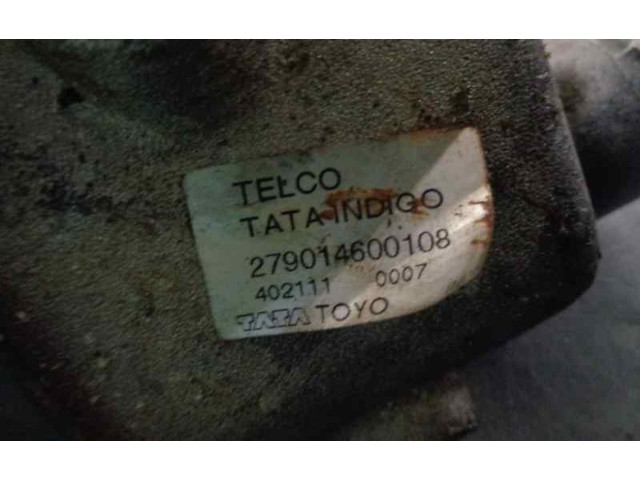 TELCO
TATA INDIGO
279014600108
402111 0007
TATA TOYO